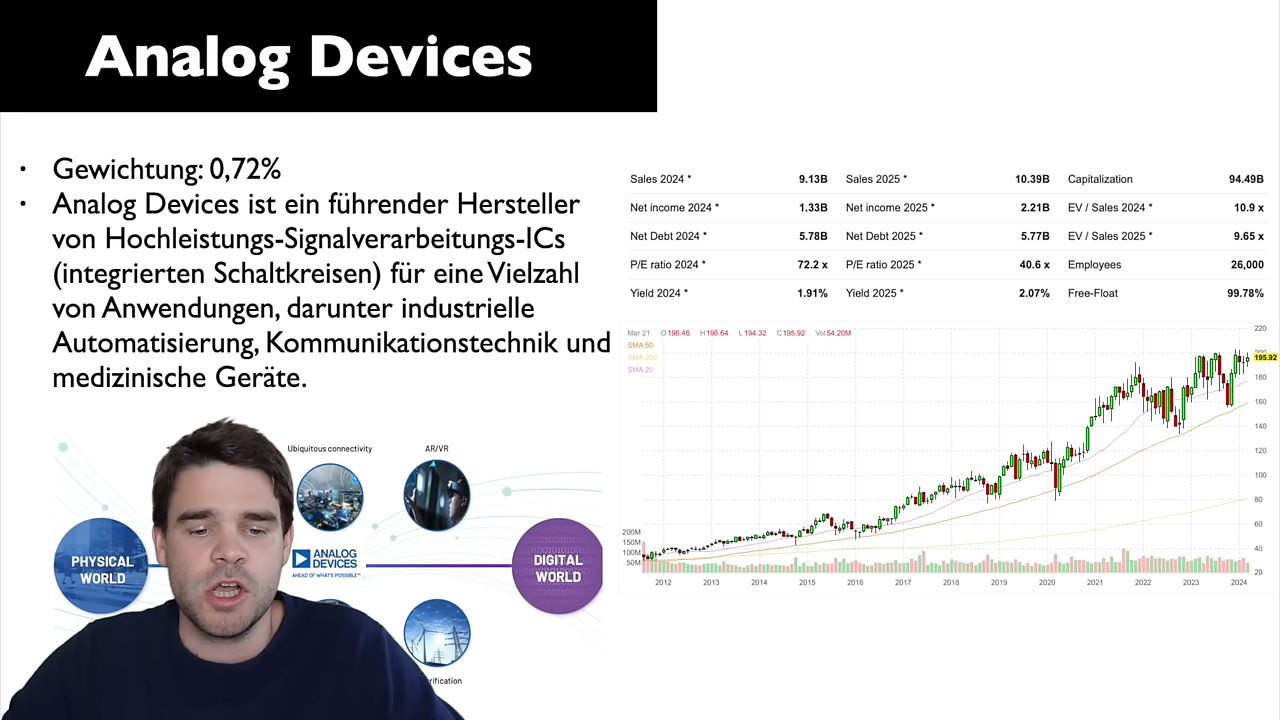 Analog Devices
• Gewichtung: 0,72%
• Analog Devices ist ein führender Hersteller
von Hochleistungs-Signalverarbeitungs-ICs
(integrierten Schaltkreisen) für eine Vielzahl
von Anwendungen, darunter industrielle
Automatisierung, Kommunikationstechnik und
medizinische Geräte.
Ubiquitous connectivity
AR/VR
PHYSICAL
WORLD
ANALOG
DEVICES
AHEAD OF WHAT'S POSSIBLE™
DIGITAL
WORLD
rification
Sales 2024 * 9.13B Sales 2025 * 10.39B Capitalization 94.49B
Net income 2024 * 1.33B Net income 2025 * 2.21B EV / Sales 2024 * 10.9 x
Net Debt 2024 * 5.78B Net Debt 2025 * 5.77B EV / Sales 2025 * 9.65 x
P/E ratio 2024 * 72.2 x P/E ratio 2025 * 40.6 x Employees 26,000
Yield 2024 * 1.91% Yield 2025 * 2.07% Free-Float 99.78%
Mar 21 O 196.46 H 196.64 L 194.32 C 195.92 Vol 54.20M
SMA 50
SMA 200
SMA 20
220
200
195.92
180
160
140
120
100
80
60
40
20
200M
150M
100M
50M
2012 2013 2014 2015 2016 2017 2018 2019 2020 2021 2022 2023 2024